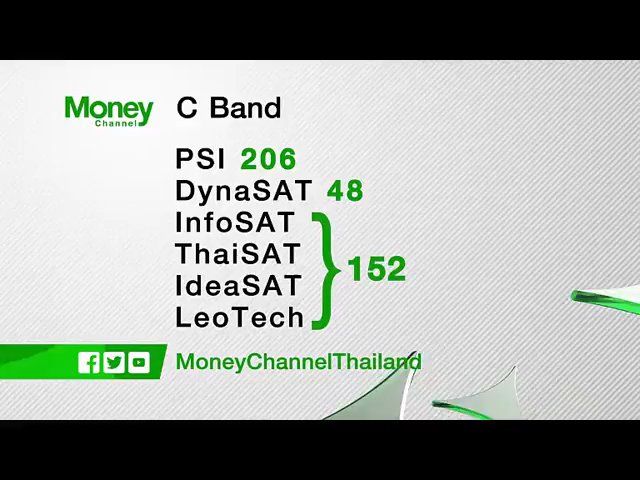 Money
Channel
C Band
PSI 206
DynaSAT 48
InfoSAT
ThaiSAT
IdeaSAT
LeoTech
152
MoneyChannelThailand